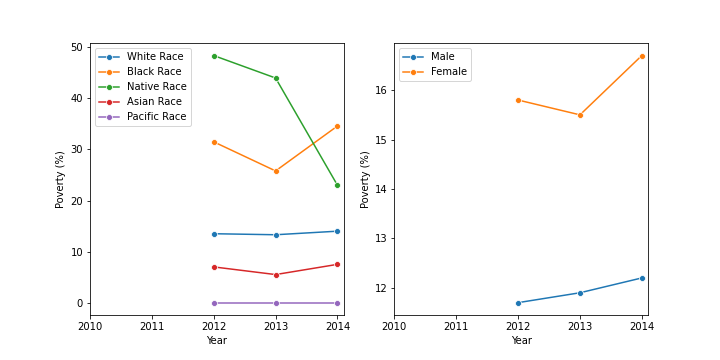 50
40
30
20
10
0
Poverty (%)
White Race
Black Race
Native Race
Asian Race
Pacific Race
2010 2011 2012 2013 2014
Year
16
15
14
13
12
Poverty (%)
Male
Female
2010 2011 2012 2013 2014
Year